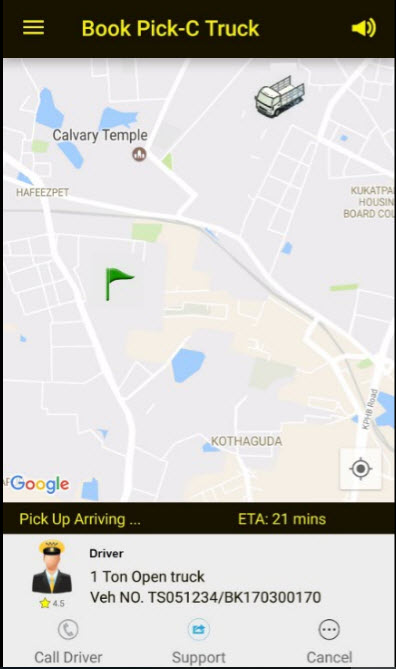 Book Pick-C Truck
Calvary Temple
HAFEEZPET
KUKATPA
HOUSIN
BOARD COL
KPHB Road
KOTHAGUDA
Google
Pick Up Arriving ...
ETA: 21 mins
Driver
1 Ton Open truck
Veh NO. TS051234/BK170300170
4.5
Call Driver
Support
Cancel